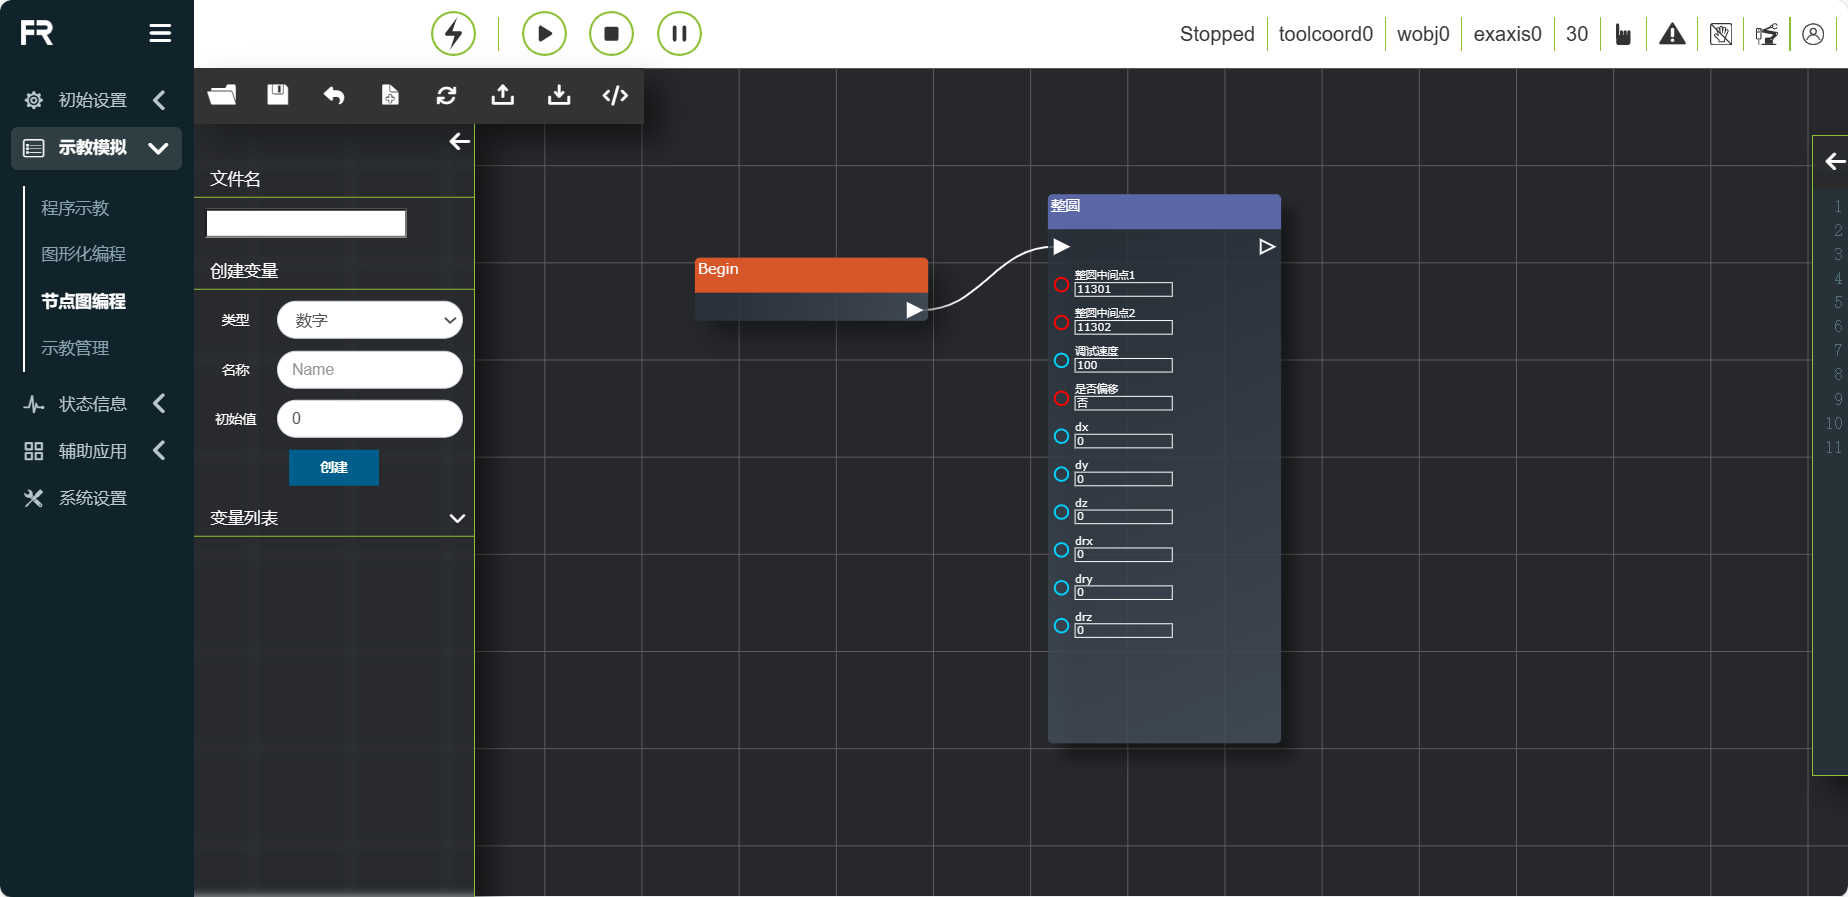 FR
Stopped
toolcoord0
wobj0
exaxis0
30
初始设置
示教模拟
程序示教
图形化编程
节点图编程
示教管理
状态信息
辅助应用
系统设置
文件名
创建变量
类型
数字
名称
Name
初始值
0
创建
变量列表
Begin
整圆
整圆中间点1
11301
整圆中间点2
11302
调试速度
100
是否偏移
否
dx
0
dy
0
dz
0
drx
0
dry
0
drz
0
1
2
3
4
5
6
7
8
9
10
11